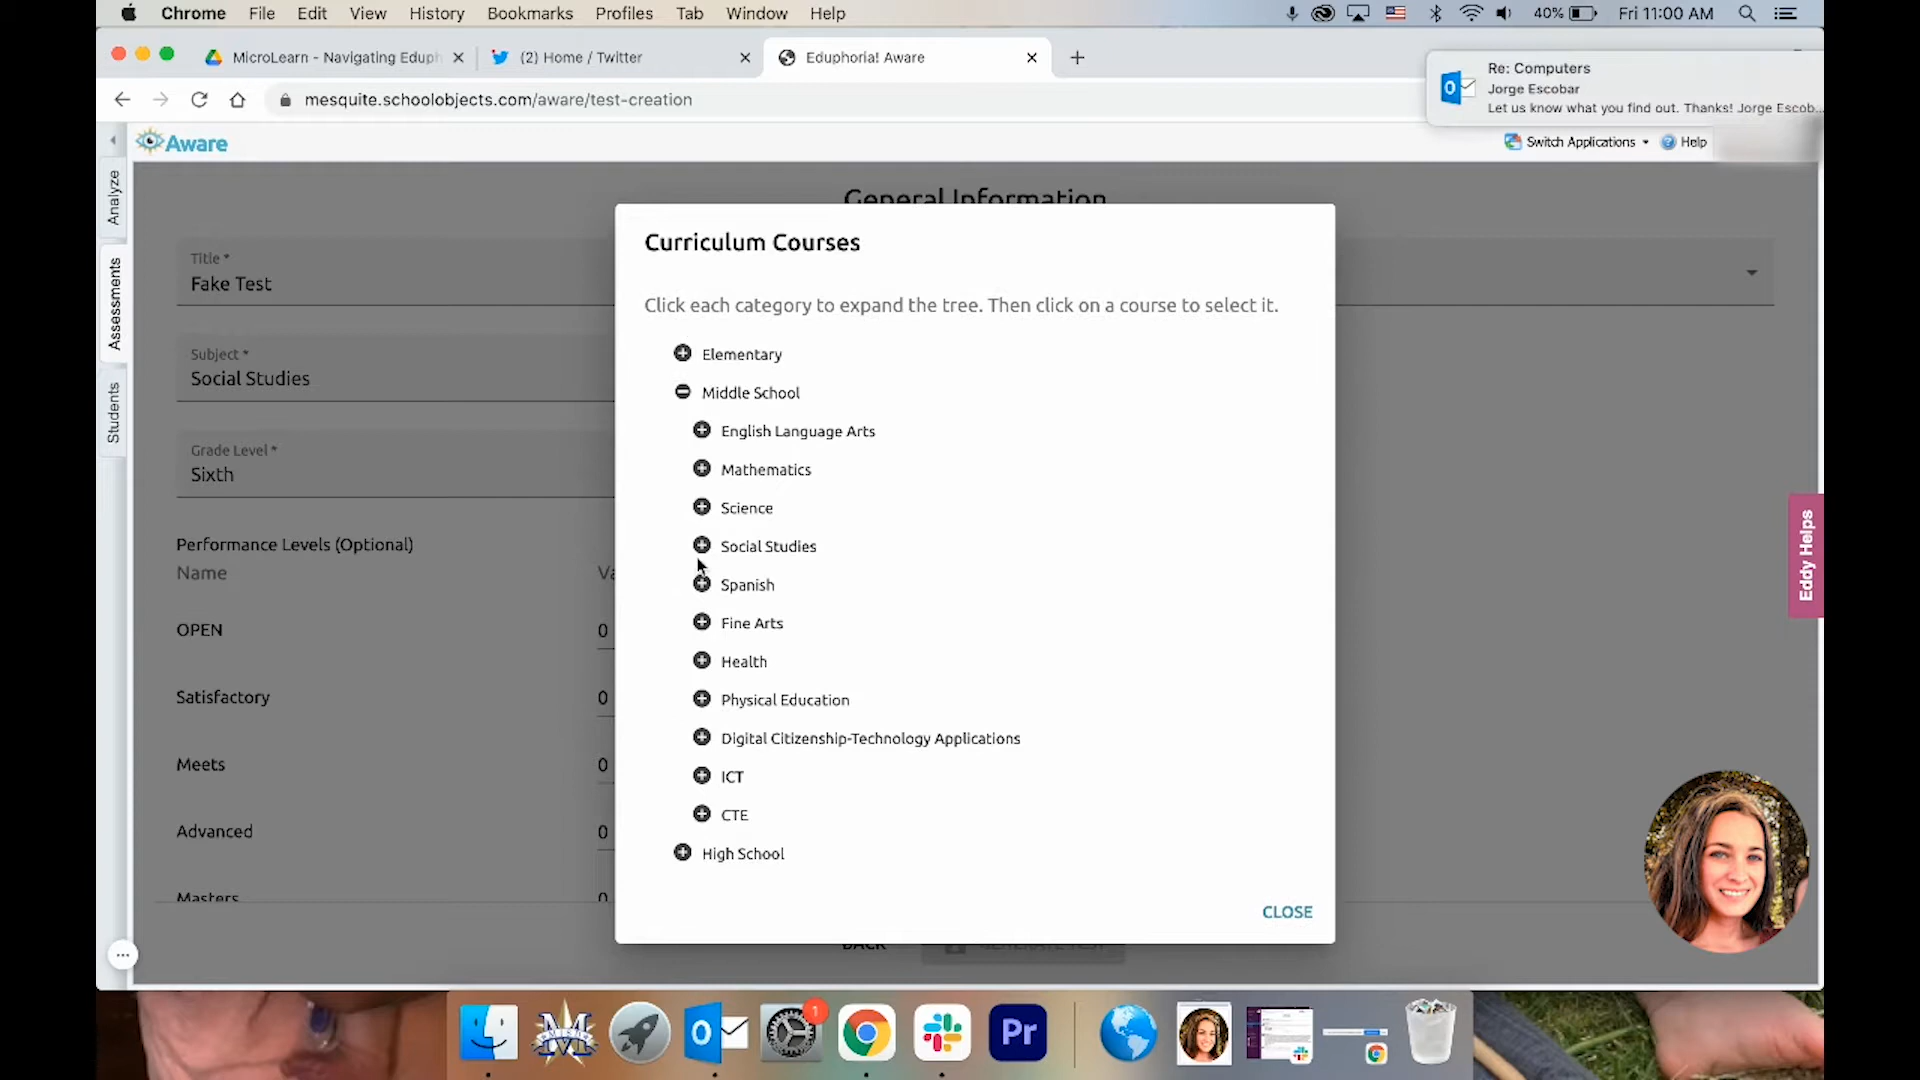 Chrome File Edit View History Bookmarks Profiles Tab Window Help
40% Fri 11:00 AM
MicroLearn - Navigating Eduph
(2) Home / Twitter
Eduphoria! Aware
mesquite.schoolobjects.com/aware/test-creation
Re: Computers
Jorge Escobar
Let us know what you find out. Thanks! Jorge Escob...
Aware
Switch Applications
Help
Analyze
Assessments
Students
General Information
Title *
Fake Test
Subject *
Social Studies
Grade Level *
Sixth
Performance Levels (Optional)
Name
Va
OPEN 0
Satisfactory 0
Meets 0
Advanced 0
Masters 0
Curriculum Courses
Click each category to expand the tree. Then click on a course to select it.
Elementary
Middle School
English Language Arts
Mathematics
Science
Social Studies
Spanish
Fine Arts
Health
Physical Education
Digital Citizenship-Technology Applications
ICT
CTE
High School
CLOSE
BACK
Eddy Helps
1
Pr